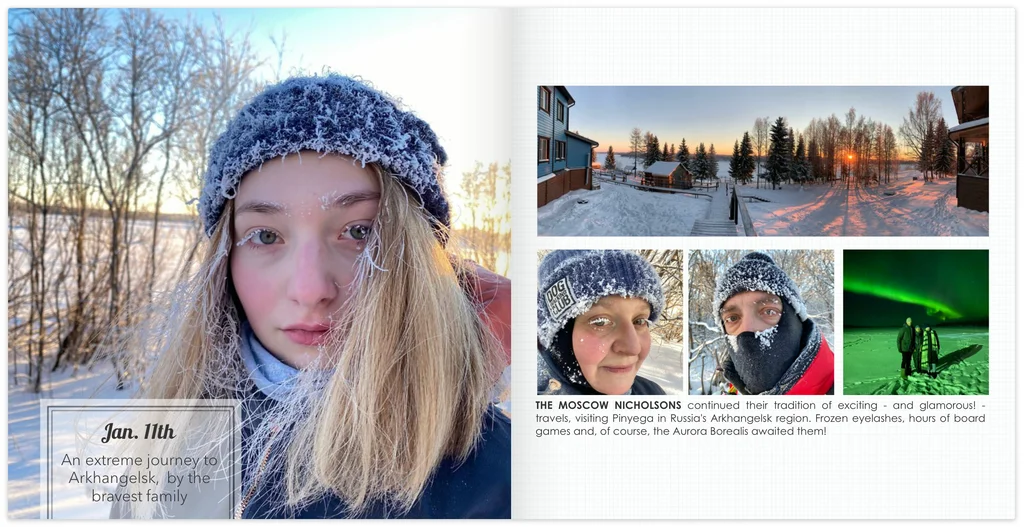 Jan. 11th
An extreme journey to
Arkhangelsk, by the
bravest family
DOG
THE MOSCOW NICHOLSONS continued their tradition of exciting - and glamorous! -
travels, visiting Pinyega in Russia's Arkhangelsk region. Frozen eyelashes, hours of board
games and, of course, the Aurora Borealis awaited them!